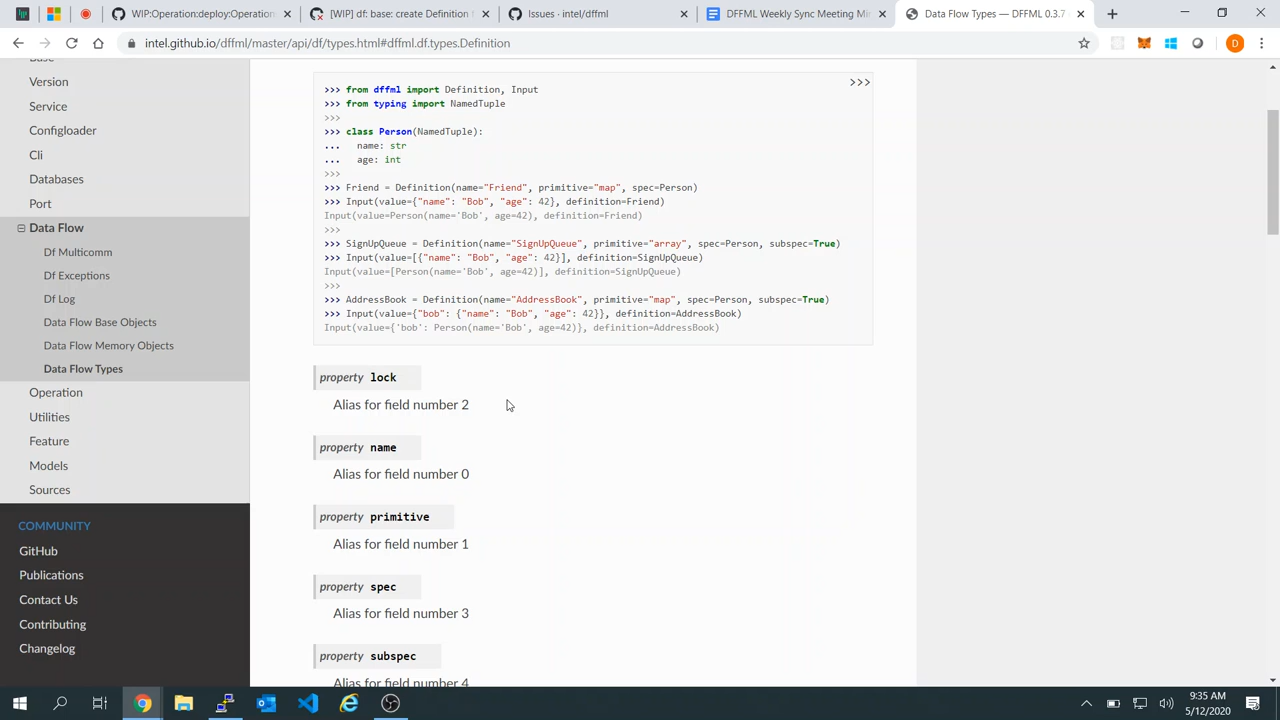 WIP:Operation:deploy:Operation
[WIP] df: base: create Definition f
Issues · intel/dffml
DFFML Weekly Sync Meeting Mi
Data Flow Types — DFFML 0.3.7
intel.github.io/dffml/master/api/df/types.html#dffml.df.types.Definition
D
Base
Version
Service
Configloader
Cli
Databases
Port
Data Flow
Df Multicomm
Df Exceptions
Df Log
Data Flow Base Objects
Data Flow Memory Objects
Data Flow Types
Operation
Utilities
Feature
Models
Sources
COMMUNITY
GitHub
Publications
Contact Us
Contributing
Changelog
>>>
>>> from dffml import Definition, Input
>>> from typing import NamedTuple
>>>
>>> class Person(NamedTuple):
...   name: str
...   age: int
>>>
>>> Friend = Definition(name="Friend", primitive="map", spec=Person)
>>> Input(value={"name": "Bob", "age": 42}, definition=Friend)
Input(value=Person(name='Bob', age=42), definition=Friend)
>>>
>>> SignUpQueue = Definition(name="SignUpQueue", primitive="array", spec=Person, subspec=True)
>>> Input(value=[{"name": "Bob", "age": 42}], definition=SignUpQueue)
Input(value=[Person(name='Bob', age=42)], definition=SignUpQueue)
>>>
>>> AddressBook = Definition(name="AddressBook", primitive="map", spec=Person, subspec=True)
>>> Input(value={"bob": {"name": "Bob", "age": 42}}, definition=AddressBook)
Input(value={'bob': Person(name='Bob', age=42)}, definition=AddressBook)
property lock
Alias for field number 2
property name
Alias for field number 0
property primitive
Alias for field number 1
property spec
Alias for field number 3
property subspec
Alias for field number 4
9:35 AM
5/12/2020